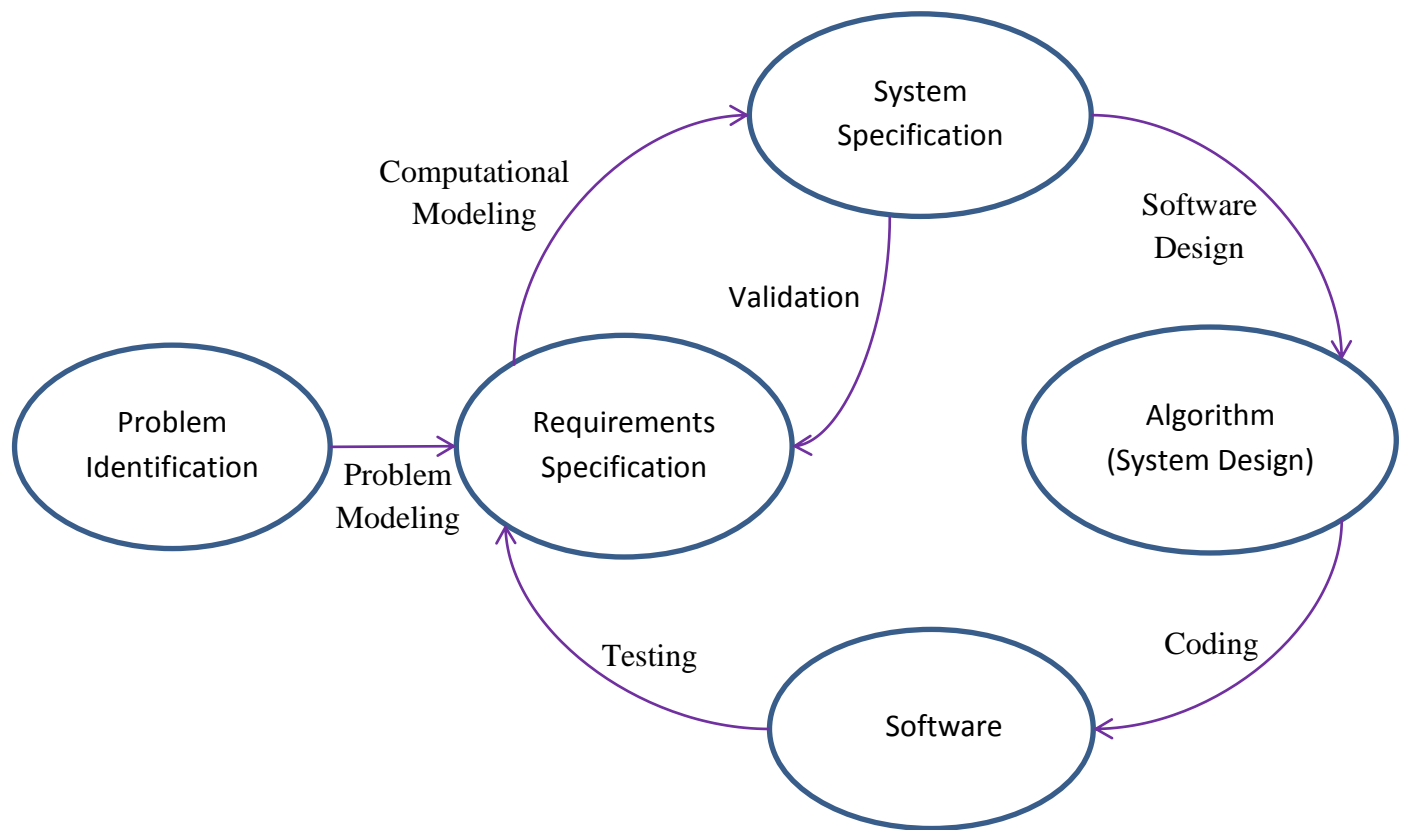 System
Specification
Computational
Modeling
Software
Design
Validation
Problem
Identification
Problem
Modeling
Requirements
Specification
Algorithm
(System Design)
Testing
Coding
Software